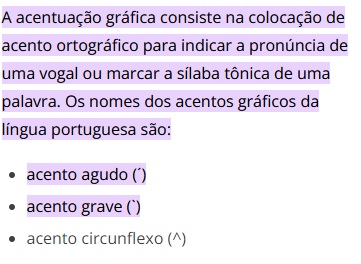 A acentuação gráfica consiste na colocação de
acento ortográfico para indicar a pronúncia de
uma vogal ou marcar a sílaba tônica de uma
palavra. Os nomes dos acentos gráficos da
língua portuguesa são:
• acento agudo (´)
• acento grave (`)
• acento circunflexo (^)